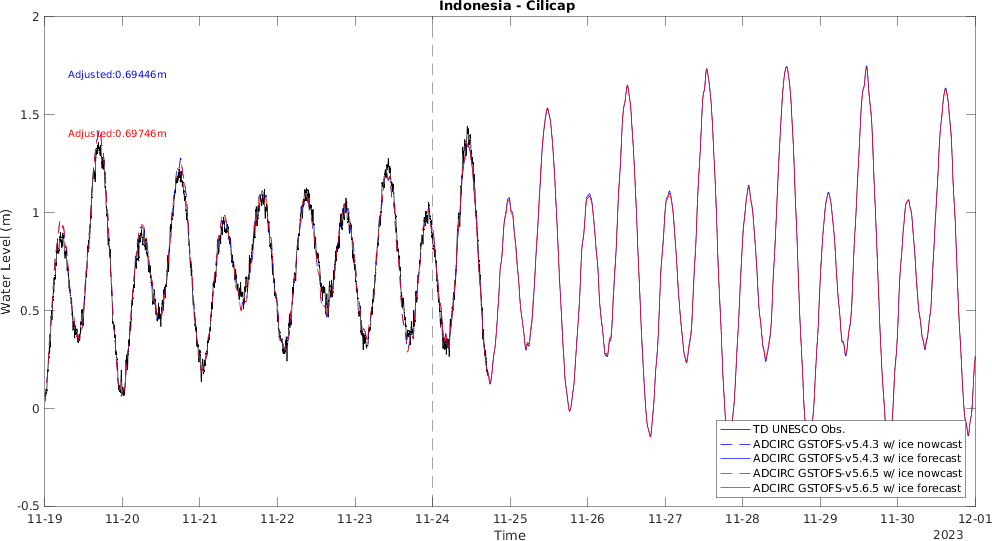 Indonesia - Cilicap
2
1.5
1
0.5
0
-0.5
Water Level (m)
Adjusted:0.69446m
Adjusted:0.69746m
TD UNESCO Obs.
ADCIRC GSTOFS-v5.4.3 w/ ice nowcast
ADCIRC GSTOFS-v5.4.3 w/ ice forecast
ADCIRC GSTOFS-v5.6.5 w/ ice nowcast
ADCIRC GSTOFS-v5.6.5 w/ ice forecast
11-19 11-20 11-21 11-22 11-23 11-24 11-25 11-26 11-27 11-28 11-29 11-30 12-01
Time
2023